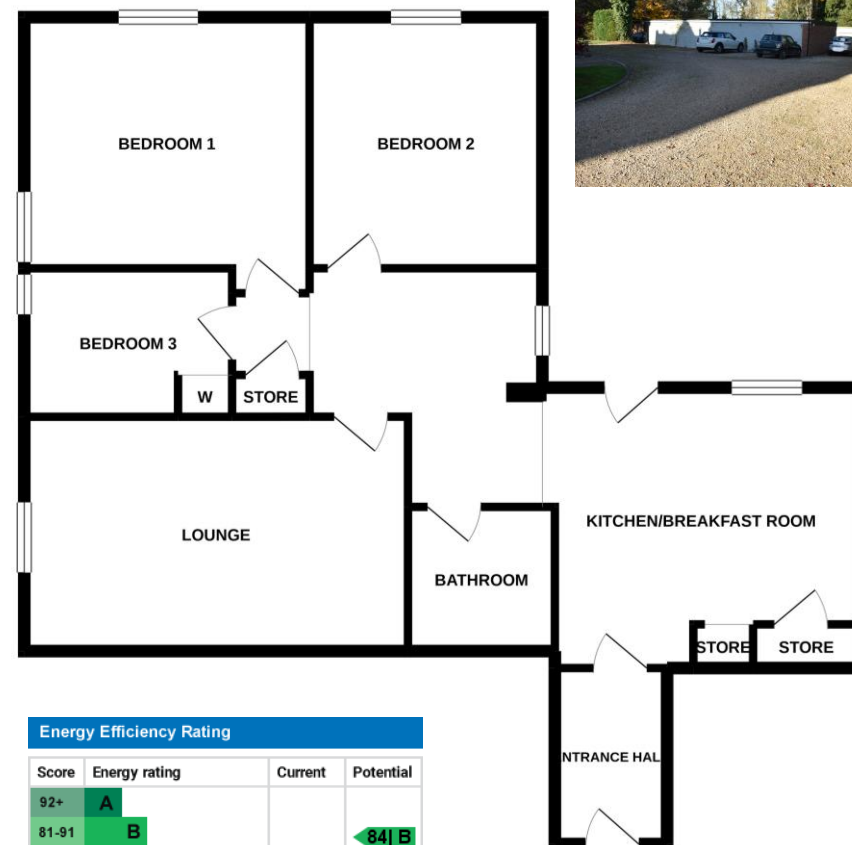 BEDROOM 1
BEDROOM 2
BEDROOM 3
W
STORE
LOUNGE
KITCHEN/BREAKFAST ROOM
BATHROOM
STORE
STORE
NTRANCE HAL
Energy Efficiency Rating
Score Energy rating Current Potential
92+ A
81-91 B 84| B